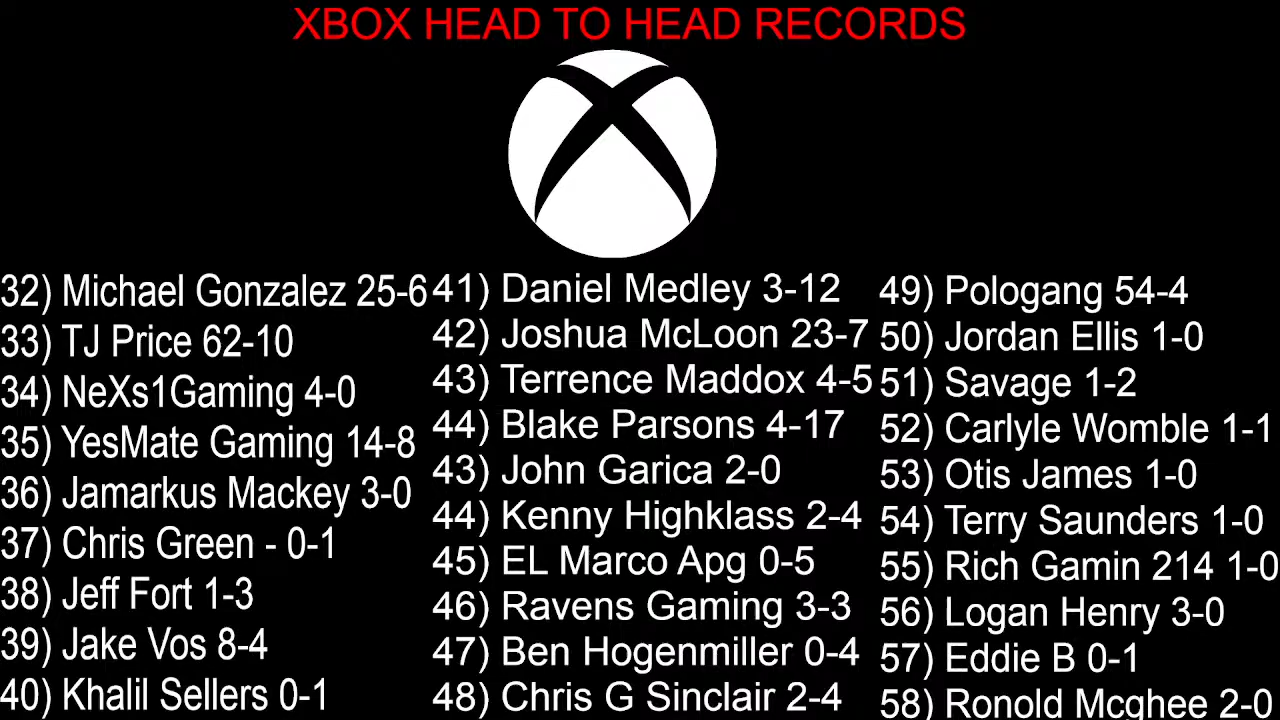 XBOX HEAD TO HEAD RECORDS
32) Michael Gonzalez 25-6
33) TJ Price 62-10
34) NeXs1Gaming 4-0
35) YesMate Gaming 14-8
36) Jamarkus Mackey 3-0
37) Chris Green - 0-1
38) Jeff Fort 1-3
39) Jake Vos 8-4
40) Khalil Sellers 0-1
41) Daniel Medley 3-12
42) Joshua McLoon 23-7
43) Terrence Maddox 4-5
44) Blake Parsons 4-17
43) John Garica 2-0
44) Kenny Highklass 2-4
45) EL Marco Apg 0-5
46) Ravens Gaming 3-3
47) Ben Hogenmiller 0-4
48) Chris G Sinclair 2-4
49) Pologang 54-4
50) Jordan Ellis 1-0
51) Savage 1-2
52) Carlyle Womble 1-1
53) Otis James 1-0
54) Terry Saunders 1-0
55) Rich Gamin 214 1-0
56) Logan Henry 3-0
57) Eddie B 0-1
58) Ronold Mcghee 2-0